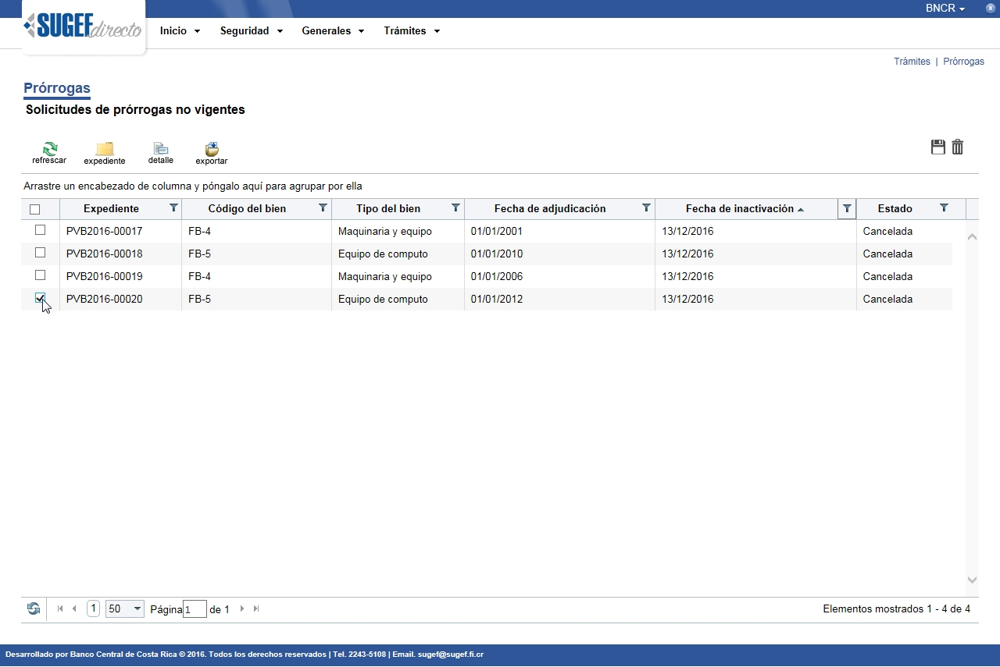 BNCR
SUGEF directo
Inicio Seguridad Generales Trámites
Trámites | Prórrogas
Prórrogas
Solicitudes de prórrogas no vigentes
refrescar expediente detalle exportar
Arrastre un encabezado de columna y póngalo aquí para agrupar por ella
Expediente Código del bien Tipo del bien Fecha de adjudicación Fecha de inactivación Estado
PVB2016-00017 FB-4 Maquinaria y equipo 01/01/2001 13/12/2016 Cancelada
PVB2016-00018 FB-5 Equipo de computo 01/01/2010 13/12/2016 Cancelada
PVB2016-00019 FB-4 Maquinaria y equipo 01/01/2006 13/12/2016 Cancelada
PVB2016-00020 FB-5 Equipo de computo 01/01/2012 13/12/2016 Cancelada
1 50 Página 1 de 1 Elementos mostrados 1 - 4 de 4
Desarrollado por Banco Central de Costa Rica © 2016. Todos los derechos reservados | Tel. 2243-5108 | Email. sugef@sugef.fi.cr